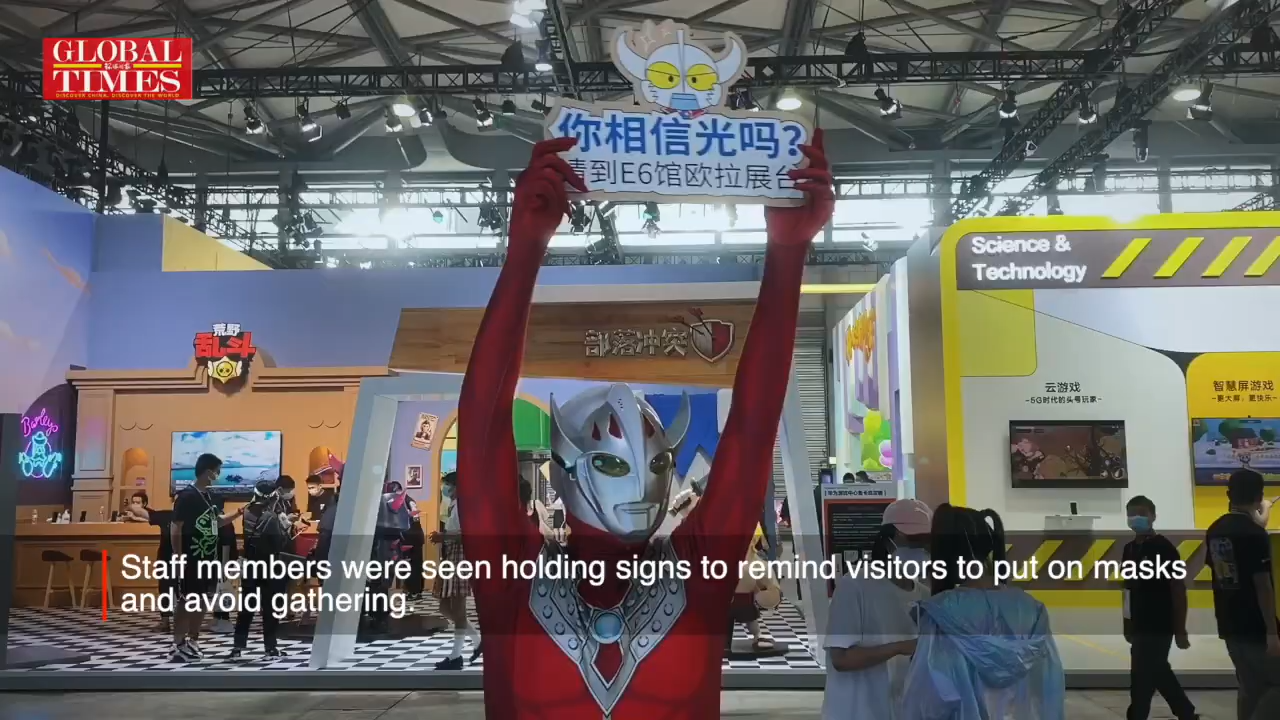 GLOBAL
TIMES
DISCOVER CHINA, DISCOVER THE WORLD
你相信光吗?
请到E6馆欧拉展台
Science &
Technology
荒野
乱斗
部落冲突
Barley's
云游戏
-5G时代的头号玩家-
智慧屏游戏
-更大屏，更快乐-
Staff members were seen holding signs to remind visitors to put on masks
and avoid gathering.